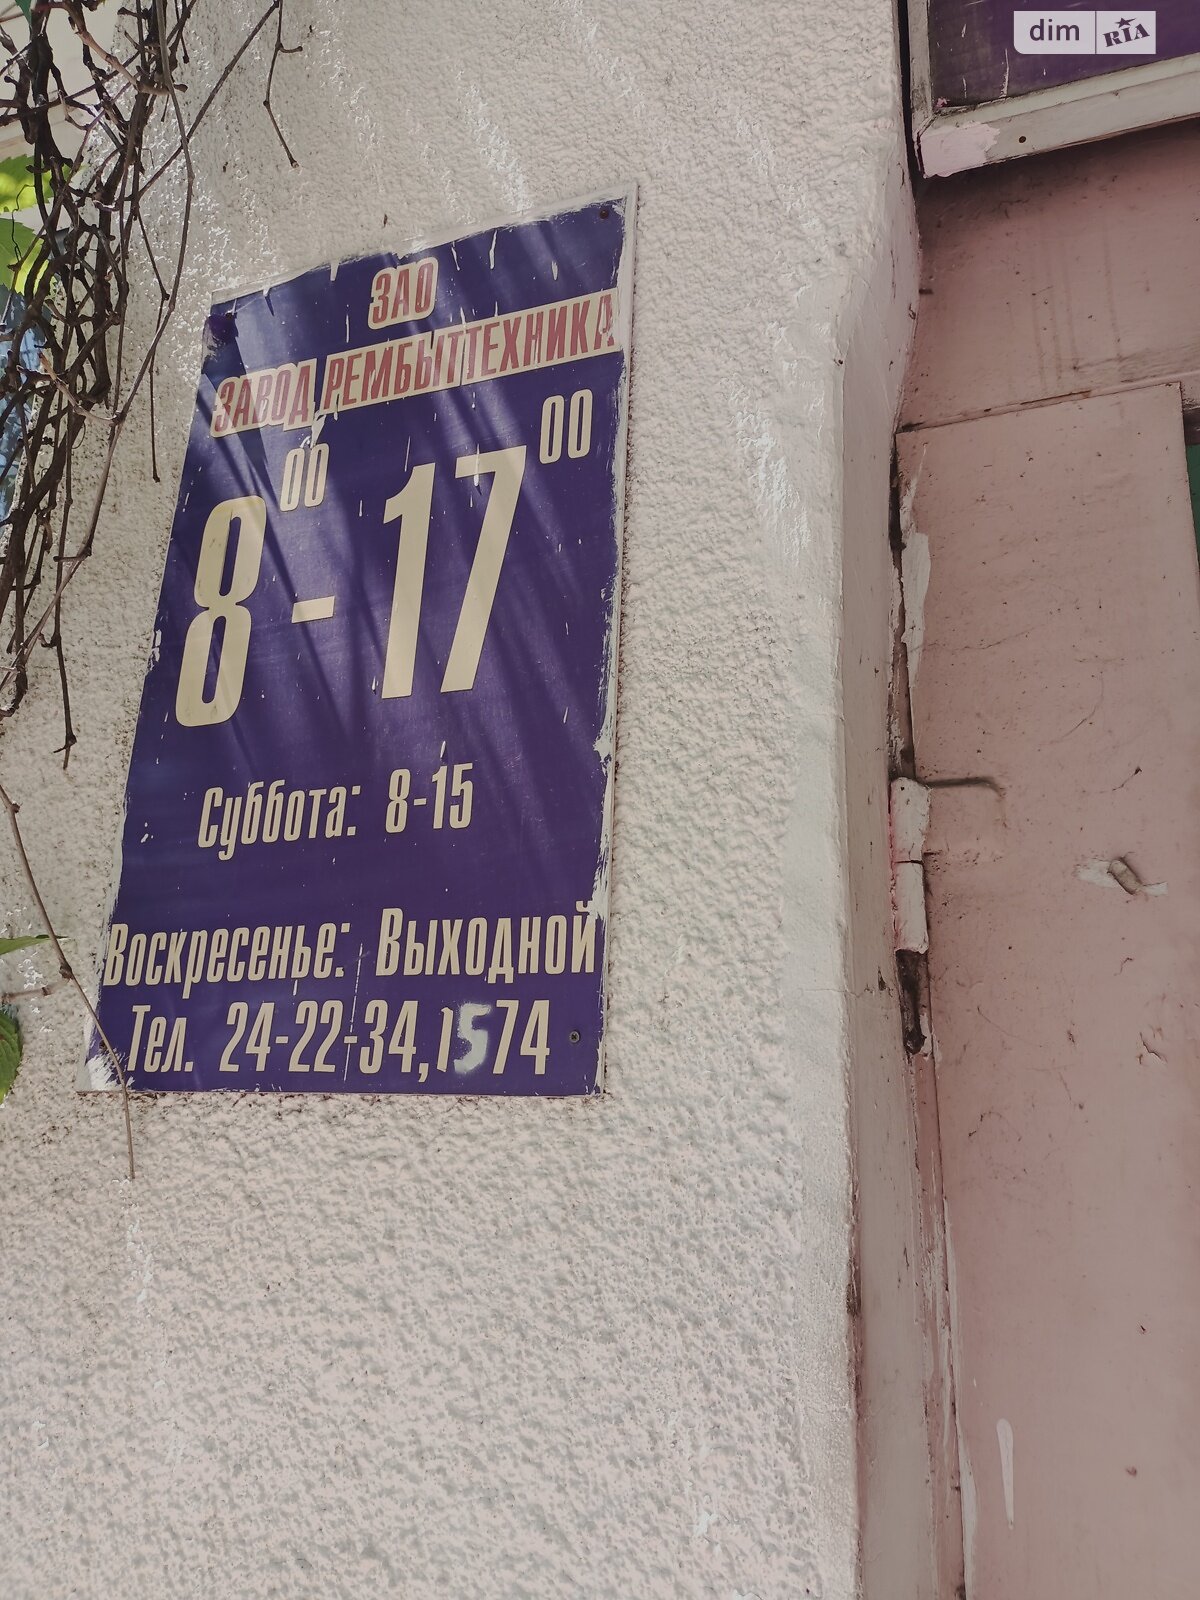 dim RIA
ЗАО
ЗАВОД РЕМБЫТТЕХНИКА
8 00 - 17 00
Суббота: 8-15
Воскресенье: Выходной
Тел. 24-22-34, 1574